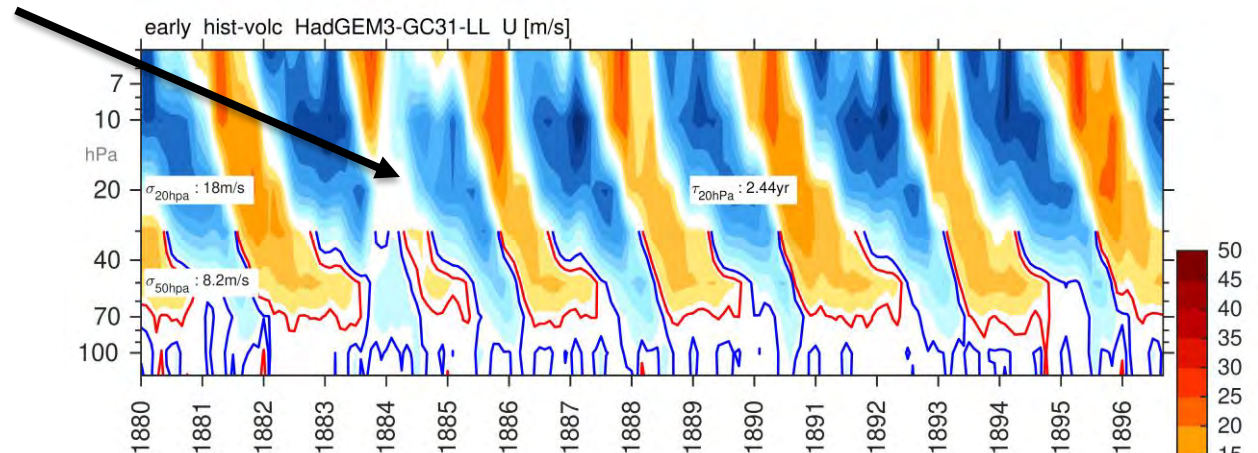 early hist-volc HadGEM3-GC31-LL U [m/s]
7
10
hPa
σ20hpa : 18m/s
τ20hPa : 2.44yr
20
40
σ50hpa : 8.2m/s
70
100
50
45
40
35
30
25
20
15
1880 1881 1882 1883 1884 1885 1886 1887 1888 1889 1890 1891 1892 1893 1894 1895 1896